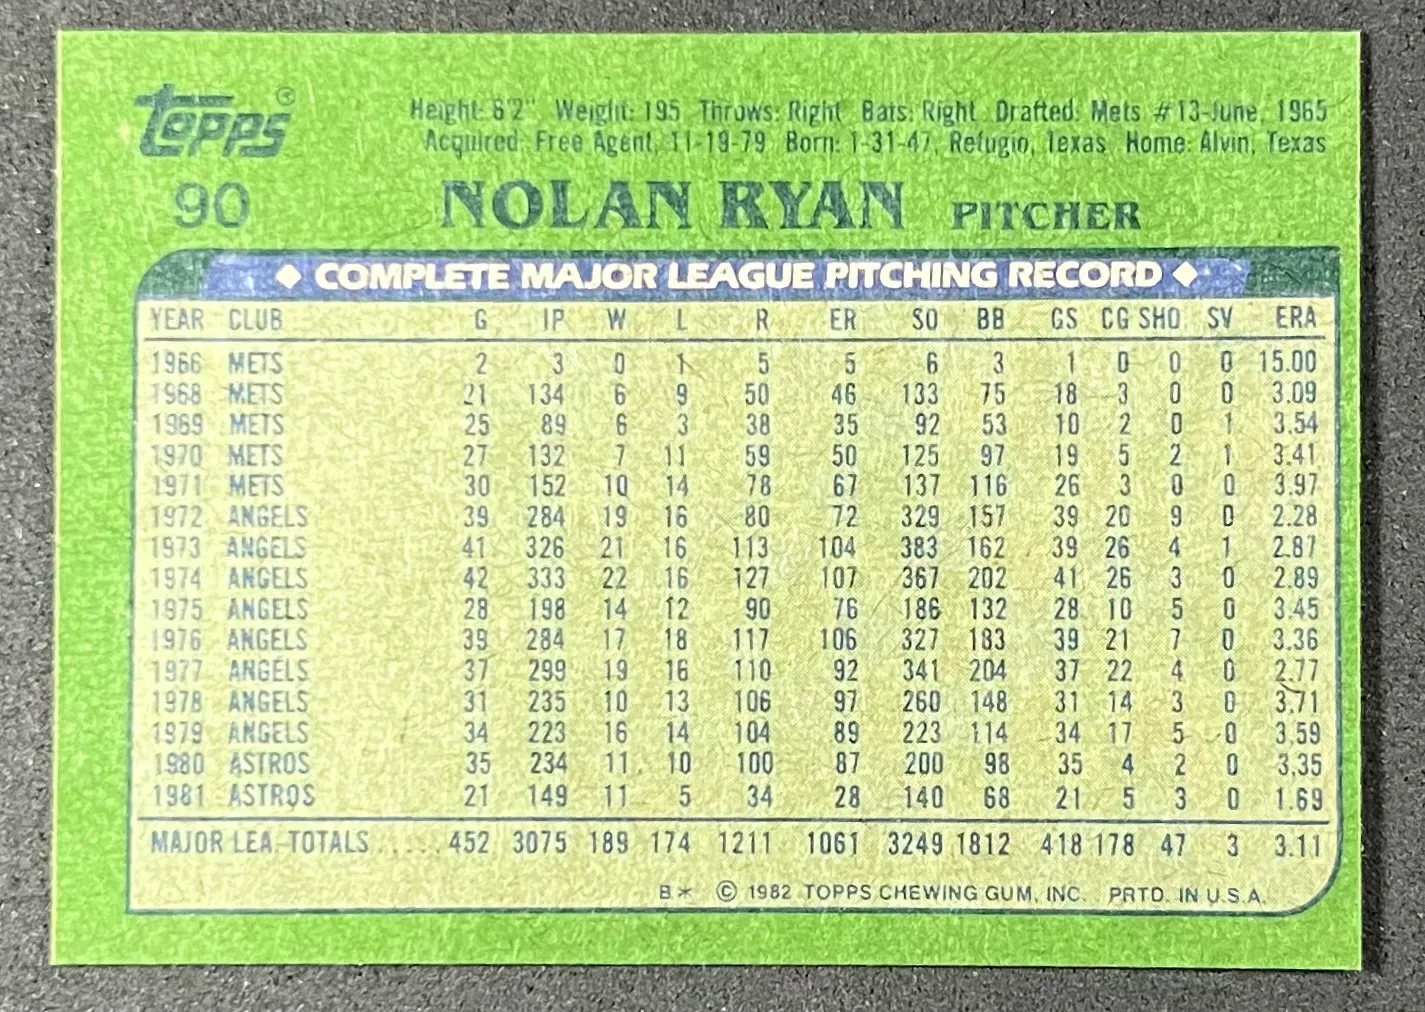 topps®
Height: 6'2" Weight: 195 Throws: Right Bats: Right Drafted: Mets #13-June, 1965
Acquired: Free Agent, 11-19-79 Born: 1-31-47, Refugio, Texas Home: Alvin, Texas
90 NOLAN RYAN PITCHER
◆ COMPLETE MAJOR LEAGUE PITCHING RECORD ◆
YEAR CLUB G IP W L R ER SO BB GS CG SHO SV ERA
1966 METS 2 3 0 1 5 5 6 3 1 0 0 0 15.00
1968 METS 21 134 6 9 50 46 133 75 18 3 0 0 3.09
1969 METS 25 89 6 3 38 35 92 53 10 2 0 1 3.54
1970 METS 27 132 7 11 59 50 125 97 19 5 2 1 3.41
1971 METS 30 152 10 14 78 67 137 116 26 3 0 0 3.97
1972 ANGELS 39 284 19 16 80 72 329 157 39 20 9 0 2.28
1973 ANGELS 41 326 21 16 113 104 383 162 39 26 4 1 2.87
1974 ANGELS 42 333 22 16 127 107 367 202 41 26 3 0 2.89
1975 ANGELS 28 198 14 12 90 76 186 132 28 10 5 0 3.45
1976 ANGELS 39 284 17 18 117 106 327 183 39 21 7 0 3.36
1977 ANGELS 37 299 19 16 110 92 341 204 37 22 4 0 2.77
1978 ANGELS 31 235 10 13 106 97 260 148 31 14 3 0 3.71
1979 ANGELS 34 223 16 14 104 89 223 114 34 17 5 0 3.59
1980 ASTROS 35 234 11 10 100 87 200 98 35 4 2 0 3.35
1981 ASTROS 21 149 11 5 34 28 140 68 21 5 3 0 1.69
MAJOR LEA. TOTALS ..... 452 3075 189 174 1211 1061 3249 1812 418 178 47 3 3.11
B* © 1982 TOPPS CHEWING GUM, INC. PRTD. IN U.S.A.